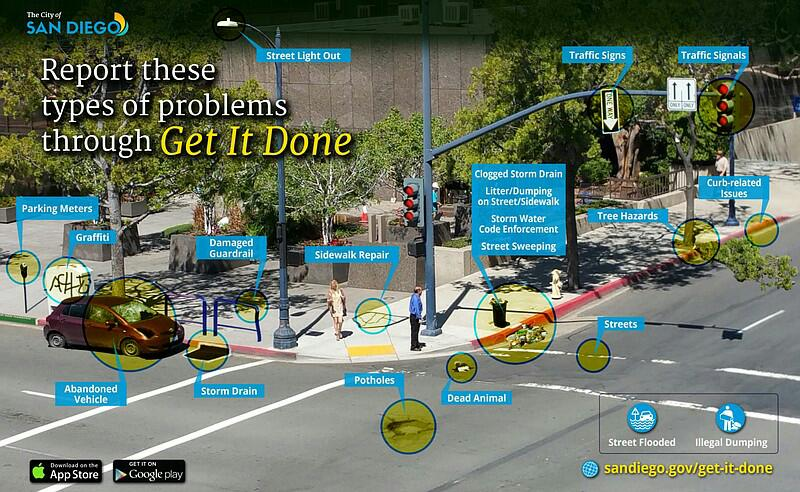 The City of
SAN DIEGO
Report these
types of problems
through Get It Done
Street Light Out
Traffic Signs
Traffic Signals
ONE WAY
ONLY ONLY
Clogged Storm Drain
Litter/Dumping
on Street/Sidewalk
Storm Water
Code Enforcement
Street Sweeping
Curb-related
Issues
Tree Hazards
Parking Meters
Graffiti
Damaged
Guardrail
Sidewalk Repair
Streets
Abandoned
Vehicle
Storm Drain
Potholes
Dead Animal
Street Flooded
Illegal Dumping
Download on the
App Store
GET IT ON
Google play
sandiego.gov/get-it-done